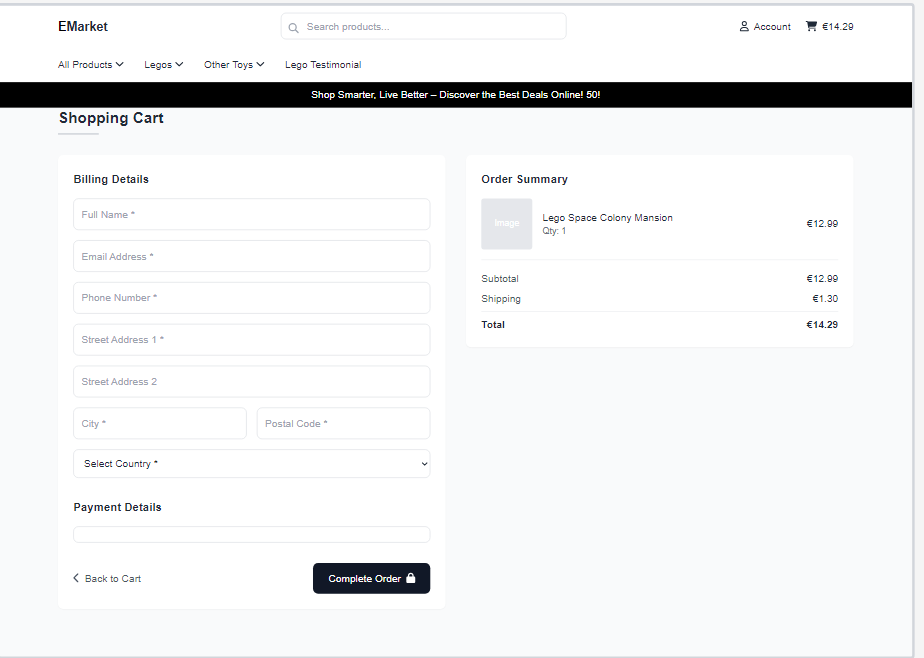 EMarket
Search products...
Account
€14.29
All Products
Legos
Other Toys
Lego Testimonial
Shop Smarter, Live Better – Discover the Best Deals Online! 50!
Shopping Cart
Billing Details
Full Name *
Email Address *
Phone Number *
Street Address 1 *
Street Address 2
City *
Postal Code *
Select Country *
Payment Details
Back to Cart
Complete Order
Order Summary
Image
Lego Space Colony Mansion
Qty: 1
€12.99
Subtotal
€12.99
Shipping
€1.30
Total
€14.29